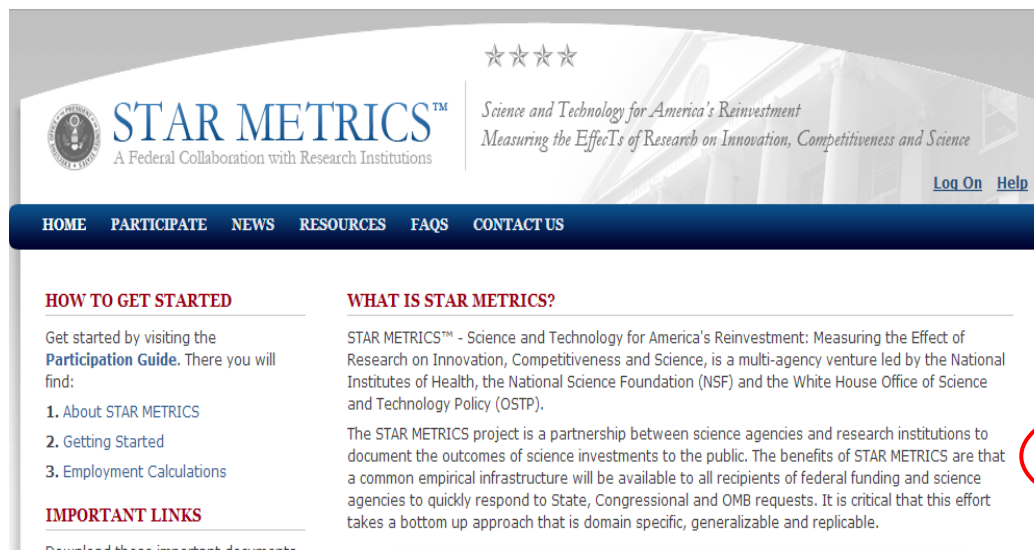 STAR METRICS™
A Federal Collaboration with Research Institutions
Science and Technology for America's Reinvestment
Measuring the EffecTs of Research on Innovation, Competitiveness and Science
Log On Help
HOME PARTICIPATE NEWS RESOURCES FAQS CONTACT US
HOW TO GET STARTED
Get started by visiting the
Participation Guide. There you will
find:
1. About STAR METRICS
2. Getting Started
3. Employment Calculations
IMPORTANT LINKS
Download these important documents
WHAT IS STAR METRICS?
STAR METRICS™ - Science and Technology for America's Reinvestment: Measuring the Effect of
Research on Innovation, Competitiveness and Science, is a multi-agency venture led by the National
Institutes of Health, the National Science Foundation (NSF) and the White House Office of Science
and Technology Policy (OSTP).
The STAR METRICS project is a partnership between science agencies and research institutions to
document the outcomes of science investments to the public. The benefits of STAR METRICS are that
a common empirical infrastructure will be available to all recipients of federal funding and science
agencies to quickly respond to State, Congressional and OMB requests. It is critical that this effort
takes a bottom up approach that is domain specific, generalizable and replicable.